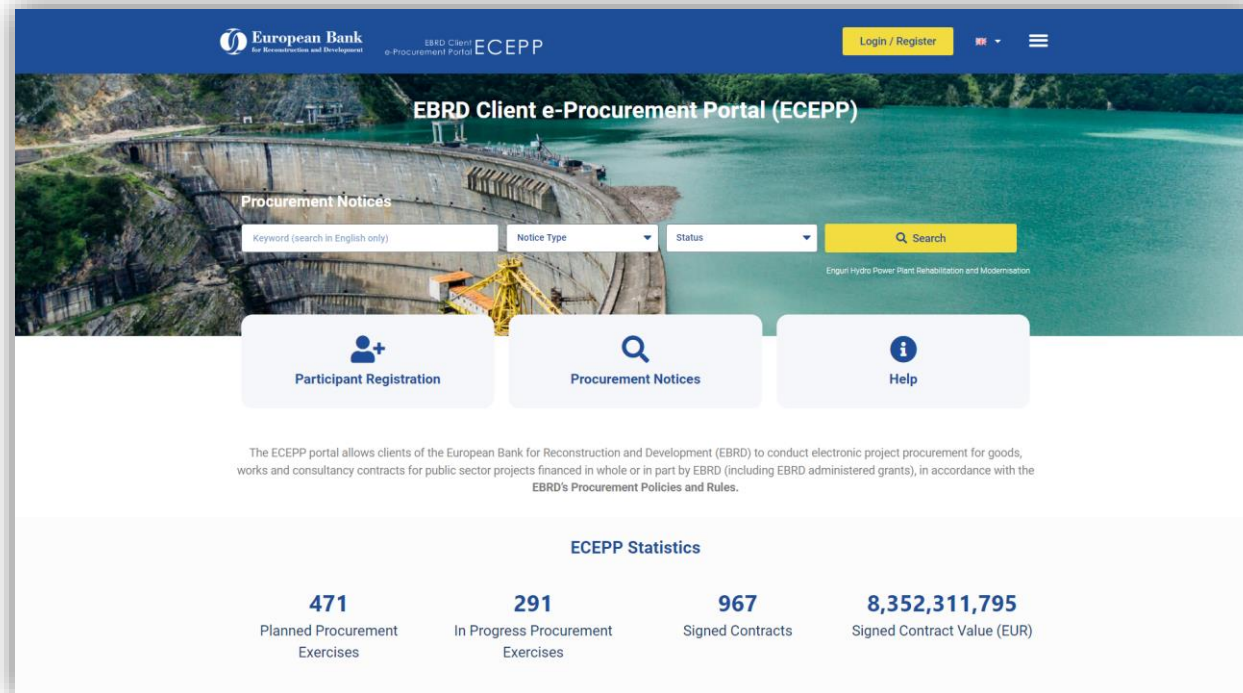 European Bank
for Reconstruction and Development
EBRD Client
e-Procurement Portal ECEPP
Login / Register
EBRD Client e-Procurement Portal (ECEPP)
Procurement Notices
Keyword (search in English only)
Notice Type
Status
Search
Enguri Hydro Power Plant Rehabilitation and Modernisation
Participant Registration
Procurement Notices
Help
The ECEPP portal allows clients of the European Bank for Reconstruction and Development (EBRD) to conduct electronic project procurement for goods,
works and consultancy contracts for public sector projects financed in whole or in part by EBRD (including EBRD administered grants), in accordance with the
EBRD's Procurement Policies and Rules.
ECEPP Statistics
471
Planned Procurement
Exercises
291
In Progress Procurement
Exercises
967
Signed Contracts
8,352,311,795
Signed Contract Value (EUR)